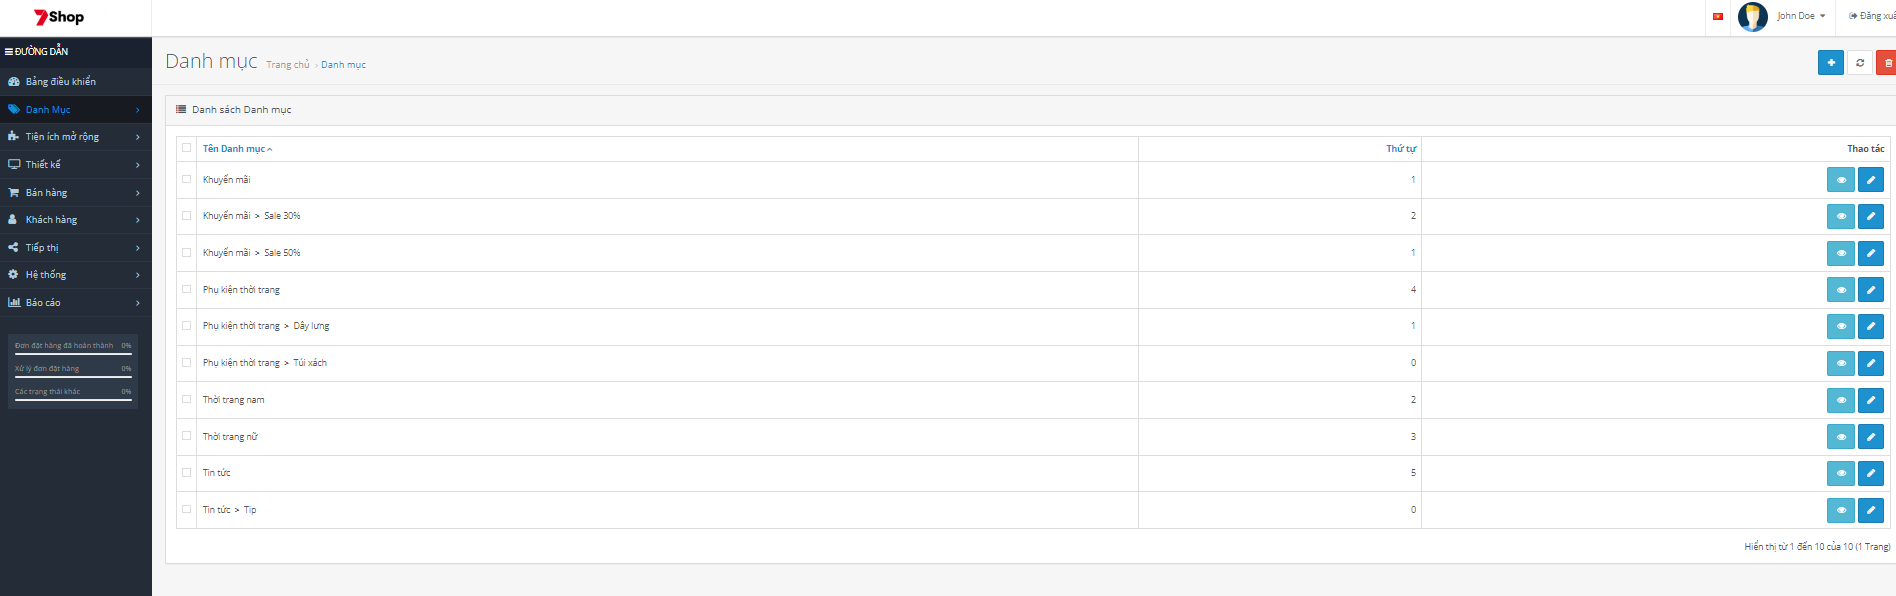 7Shop
John Doe
Đăng xuấ
ĐƯỜNG DẪN
Bảng điều khiển
Danh Mục
Tiện ích mở rộng
Thiết kế
Bán hàng
Khách hàng
Tiếp thị
Hệ thống
Báo cáo
Đơn đặt hàng đã hoàn thành 0%
Xử lý đơn đặt hàng 0%
Các trạng thái khác 0%
Danh mục Trang chủ › Danh mục
Danh sách Danh mục
Tên Danh mục Thứ tự Thao tác
Khuyến mãi 1
Khuyến mãi > Sale 30% 2
Khuyến mãi > Sale 50% 1
Phụ kiện thời trang 4
Phụ kiện thời trang > Dây lưng 1
Phụ kiện thời trang > Túi xách 0
Thời trang nam 2
Thời trang nữ 3
Tin tức 5
Tin tức > Tip 0
Hiển thị từ 1 đến 10 của 10 (1 Trang)